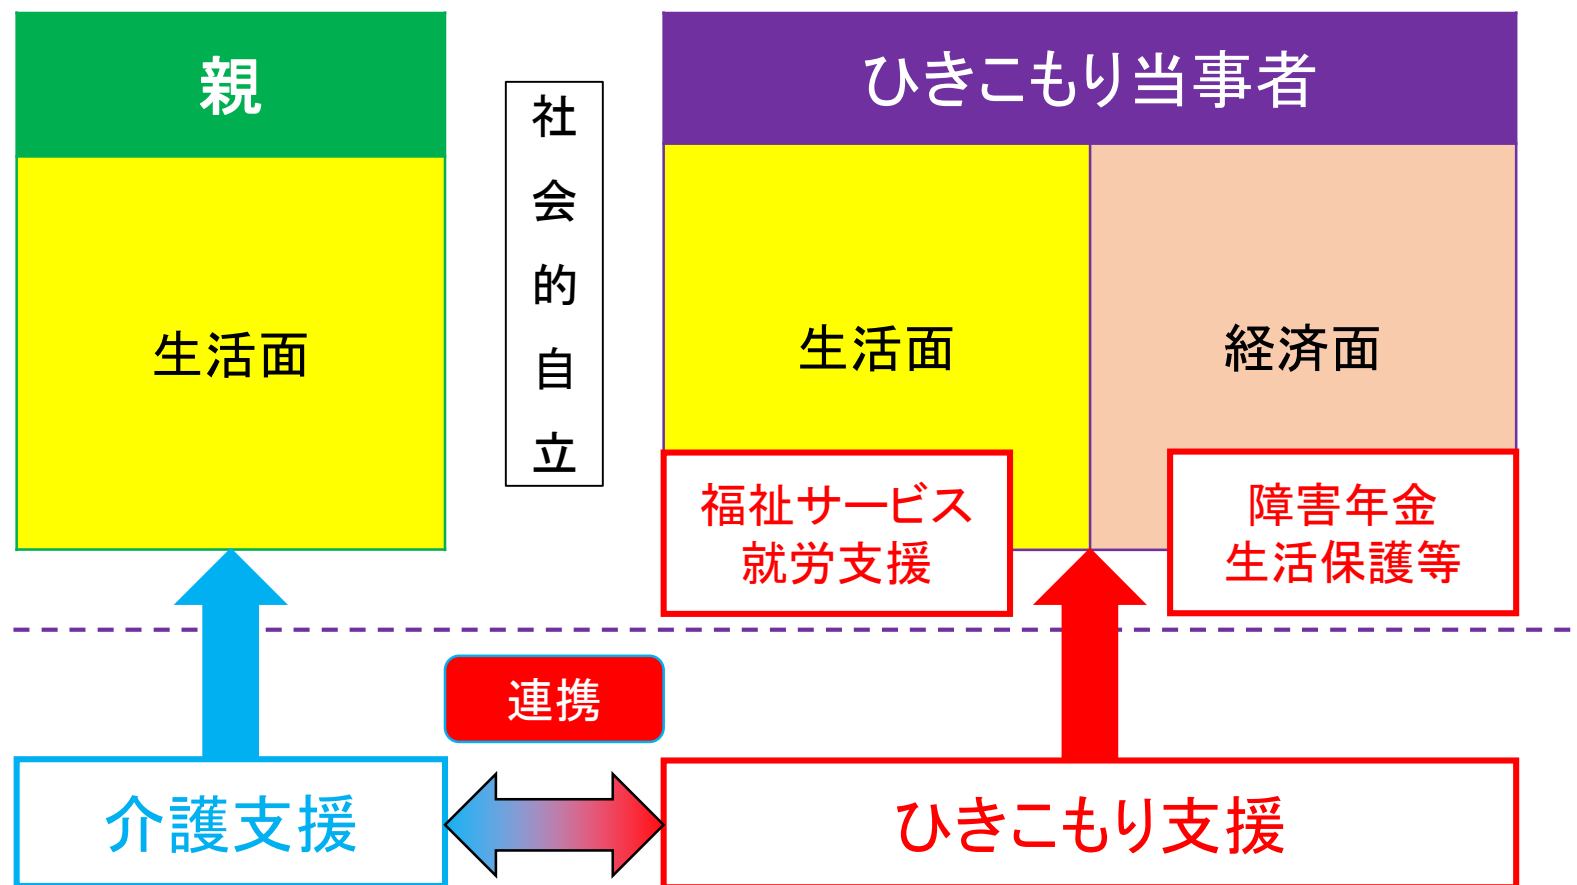 親
社会的自立
ひきこもり当事者
生活面
生活面
経済面
福祉サービス
就労支援
障害年金
生活保護等
連携
介護支援
ひきこもり支援